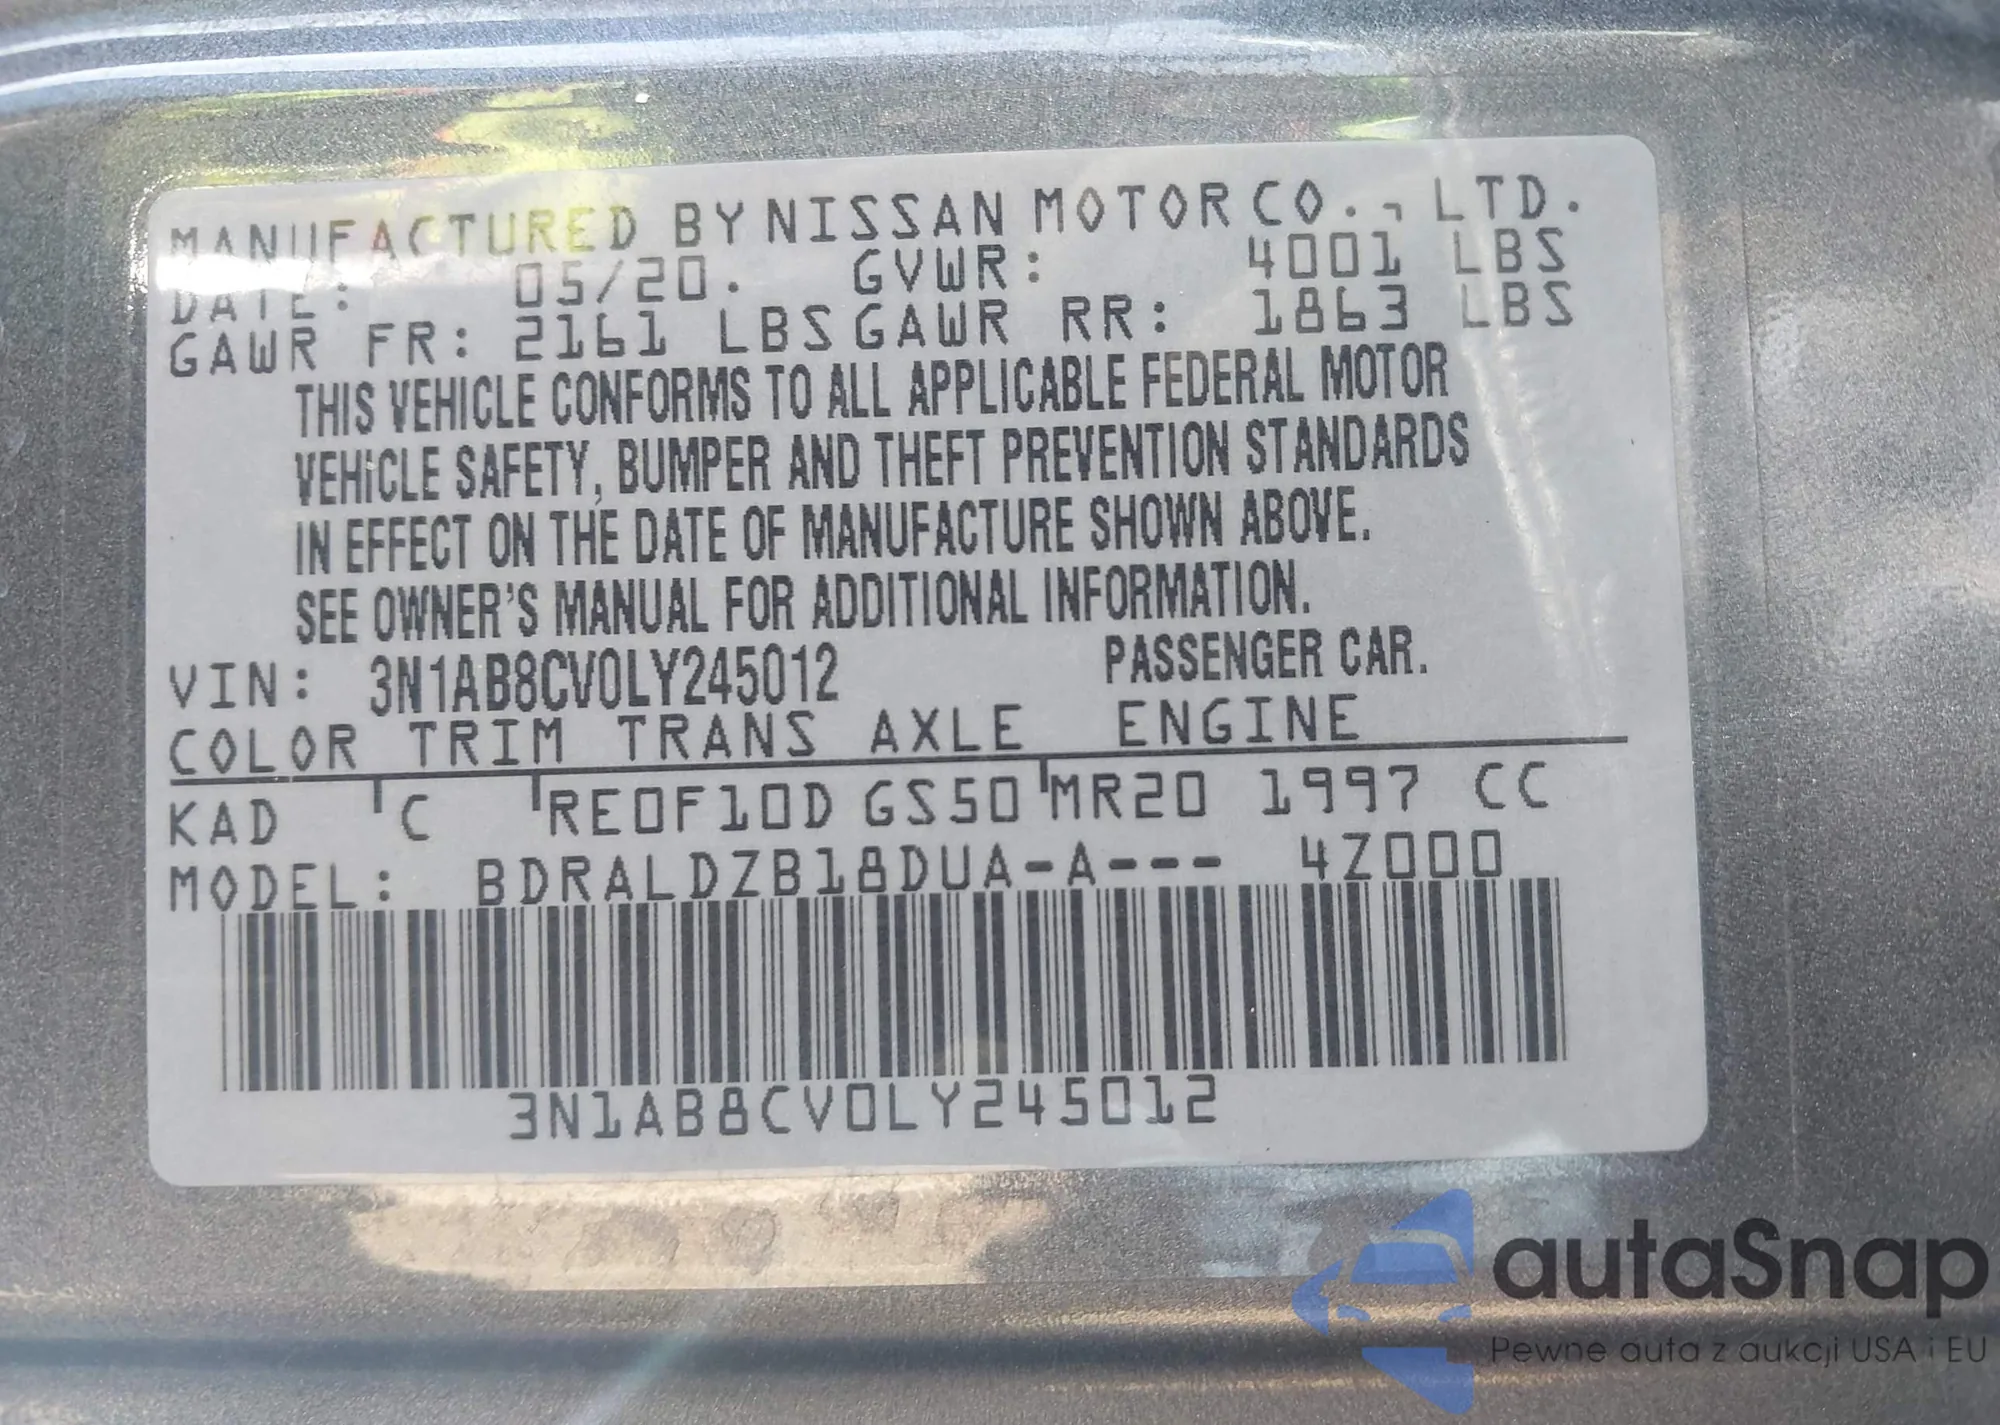 MANUFACTURED BY NISSAN MOTOR CO., LTD.
DATE: 05/20. GVWR: 4001 LBS
GAWR FR: 2161 LBS GAWR RR: 1863 LBS
THIS VEHICLE CONFORMS TO ALL APPLICABLE FEDERAL MOTOR
VEHICLE SAFETY, BUMPER AND THEFT PREVENTION STANDARDS
IN EFFECT ON THE DATE OF MANUFACTURE SHOWN ABOVE.
SEE OWNER'S MANUAL FOR ADDITIONAL INFORMATION.
VIN: 3N1AB8CV0LY245012 PASSENGER CAR.
COLOR TRIM TRANS AXLE ENGINE
KAD C RE0F10D GS50 MR20 1997 CC
MODEL: BDRALDZB18DUA-A--- 4Z000
3N1AB8CV0LY245012
autaSnap
Pewne auta z aukcji USA i EU